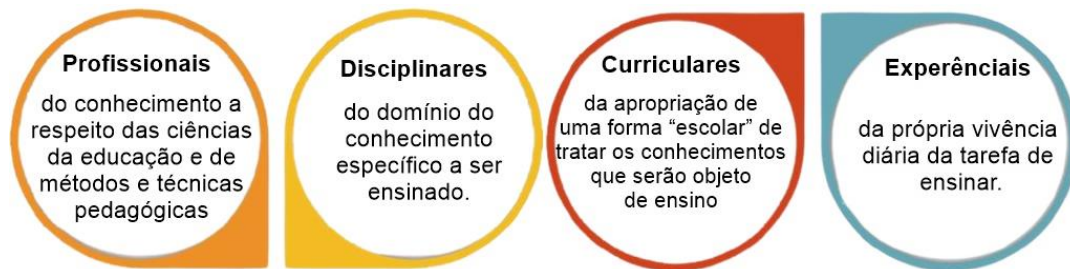 Profissionais
do conhecimento a
respeito das ciências
da educação e de
métodos e técnicas
pedagógicas
Disciplinares
do domínio do
conhecimento
específico a ser
ensinado.
Curriculares
da apropriação de
uma forma “escolar” de
tratar os conhecimentos
que serão objeto
de ensino
Experênciais
da própria vivência
diária da tarefa de
ensinar.